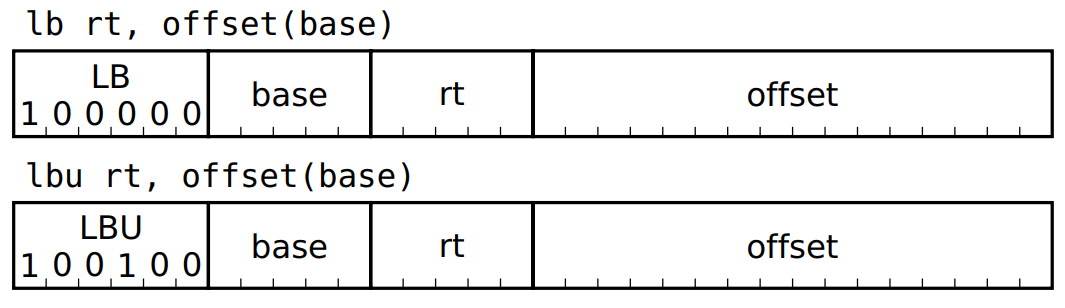 lb rt, offset(base)
LB
1 0 0 0 0 0 base rt offset
lbu rt, offset(base)
LBU
1 0 0 1 0 0 base rt offset